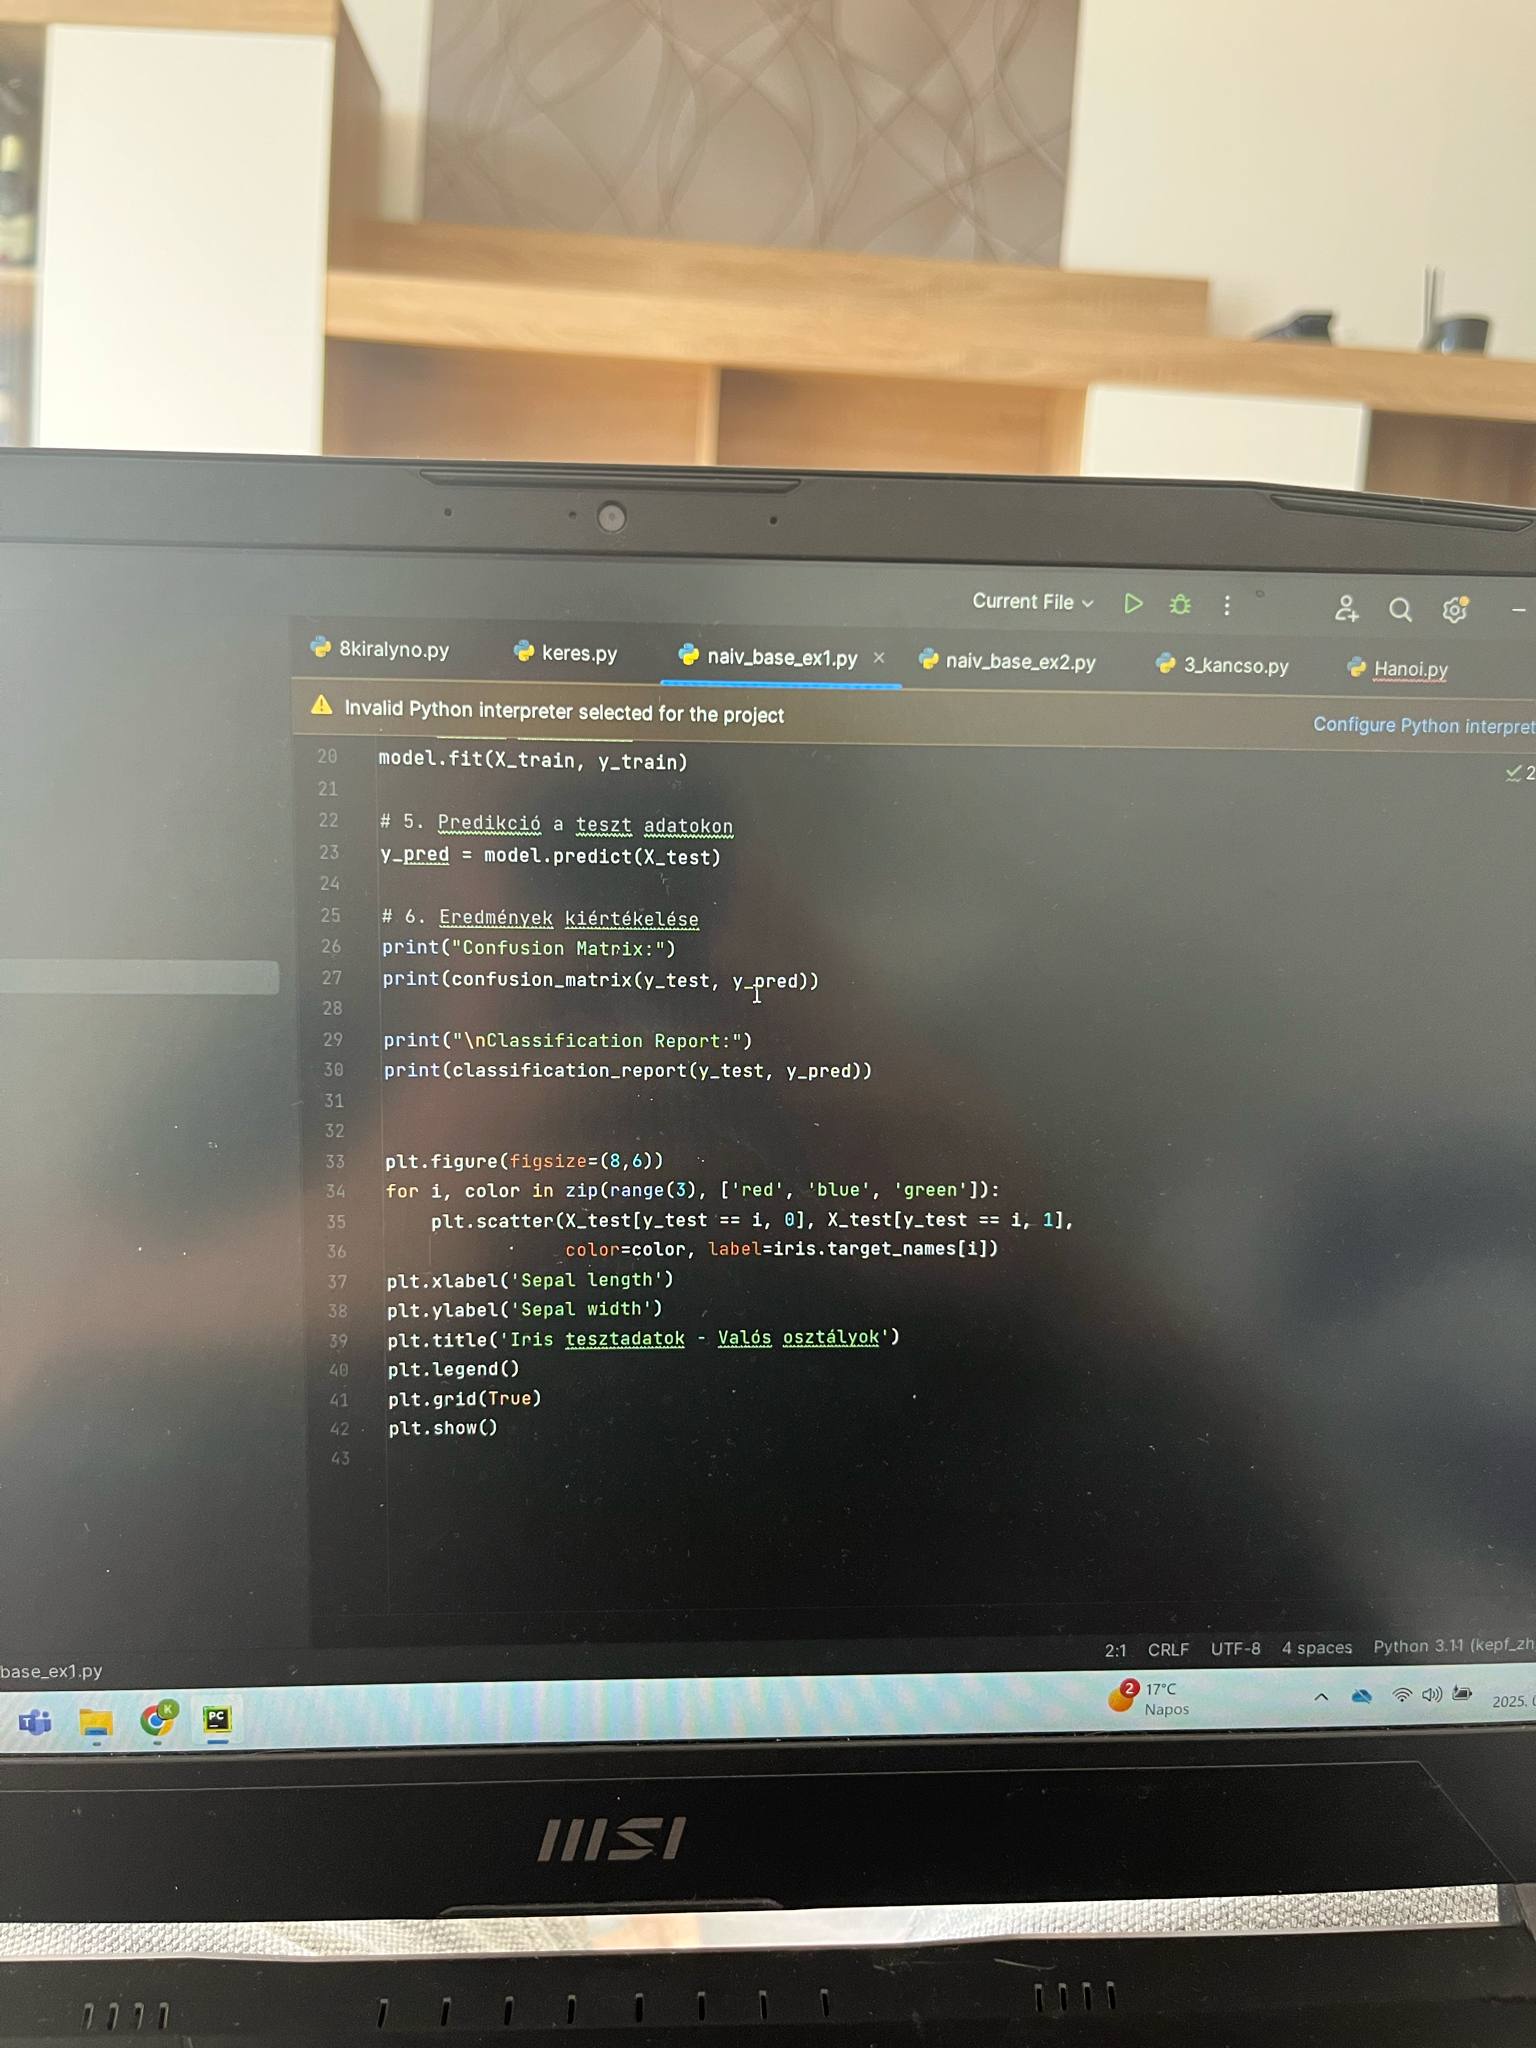 Current File
8kiralyno.py keres.py naiv_base_ex1.py naiv_base_ex2.py 3_kancso.py Hanoi.py
Invalid Python interpreter selected for the project Configure Python interpret
2
20 model.fit(X_train, y_train)
21
22 # 5. Predikció a teszt adatokon
23 y_pred = model.predict(X_test)
24
25 # 6. Eredmények kiértékelése
26 print("Confusion Matrix:")
27 print(confusion_matrix(y_test, y_pred))
28
29 print("\nClassification Report:")
30 print(classification_report(y_test, y_pred))
31
32
33 plt.figure(figsize=(8,6))
34 for i, color in zip(range(3), ['red', 'blue', 'green']):
35 plt.scatter(X_test[y_test == i, 0], X_test[y_test == i, 1],
36 color=color, label=iris.target_names[i])
37 plt.xlabel('Sepal length')
38 plt.ylabel('Sepal width')
39 plt.title('Iris tesztadatok - Valós osztályok')
40 plt.legend()
41 plt.grid(True)
42 plt.show()
43
base_ex1.py 2:1 CRLF UTF-8 4 spaces Python 3.11 (kepf_zh
K PC 2 17°C
Napos
2025.
msi